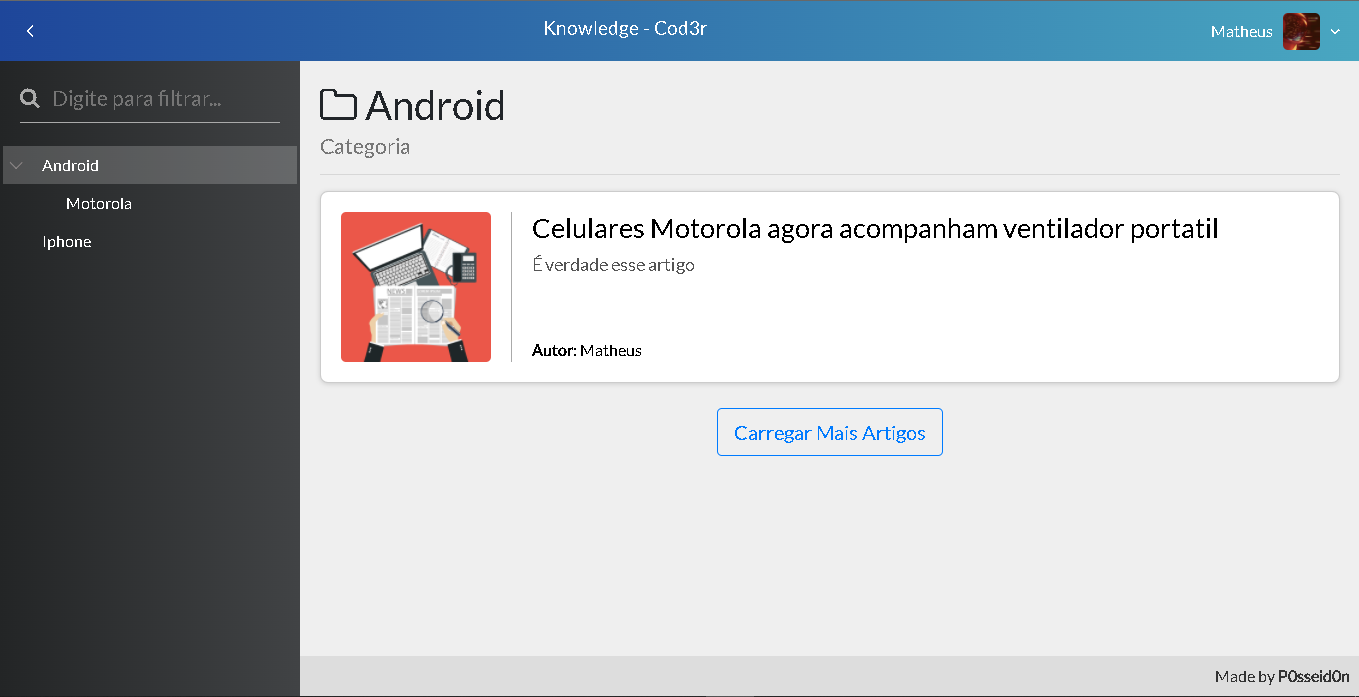 Knowledge - Cod3r
Matheus
Digite para filtrar...
Android
Motorola
Iphone
Android
Categoria
Celulares Motorola agora acompanham ventilador portatil
É verdade esse artigo
Autor: Matheus
Carregar Mais Artigos
Made by P0sseid0n